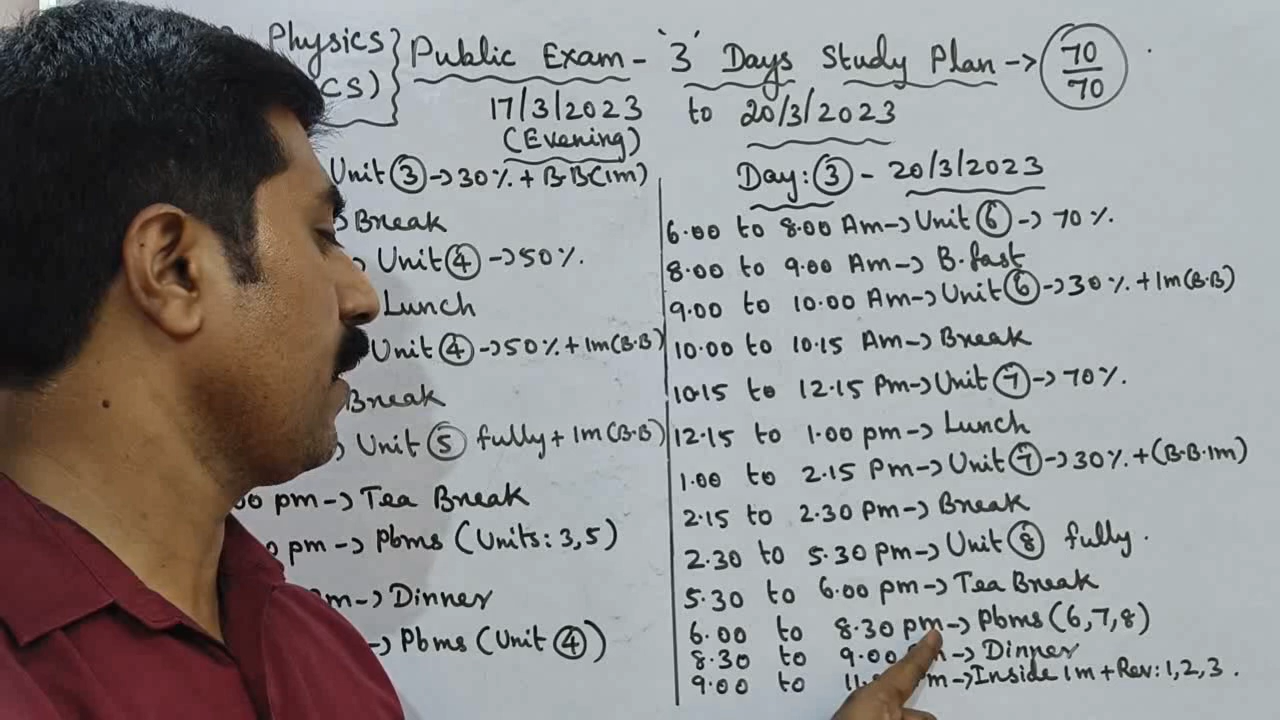 Physics } Public Exam - '3' Days Study Plan -> 70/70
CS)
17/3/2023 to 20/3/2023
(Evening)
Unit ③ -> 30% + B.B(1m)
Break
Unit ④ -> 50%.
Lunch
Unit ④ -> 50% + 1m(B.B)
Break
Unit ⑤ fully + 1m(B.B)
00 pm -> Tea Break
pm -> Pbms (Units: 3,5)
m -> Dinner
-> Pbms (Unit ④)
Day: ③ - 20/3/2023
6.00 to 8.00 Am -> Unit ⑥ -> 70%.
8.00 to 9.00 Am -> B.fast
9.00 to 10.00 Am -> Unit ⑥ -> 30% + 1m(B.B)
10.00 to 10.15 Am -> Break
10.15 to 12.15 Pm -> Unit ⑦ -> 70%.
12.15 to 1.00 pm -> Lunch
1.00 to 2.15 Pm -> Unit ⑦ -> 30% + (B.B.1m)
2.15 to 2.30 Pm -> Break
2.30 to 5.30 pm -> Unit ⑧ fully.
5.30 to 6.00 pm -> Tea Break
6.00 to 8.30 pm -> Pbms (6,7,8)
8.30 to 9.00 m -> Dinner
9.00 to 11. m -> Inside 1m + Rev: 1,2,3.